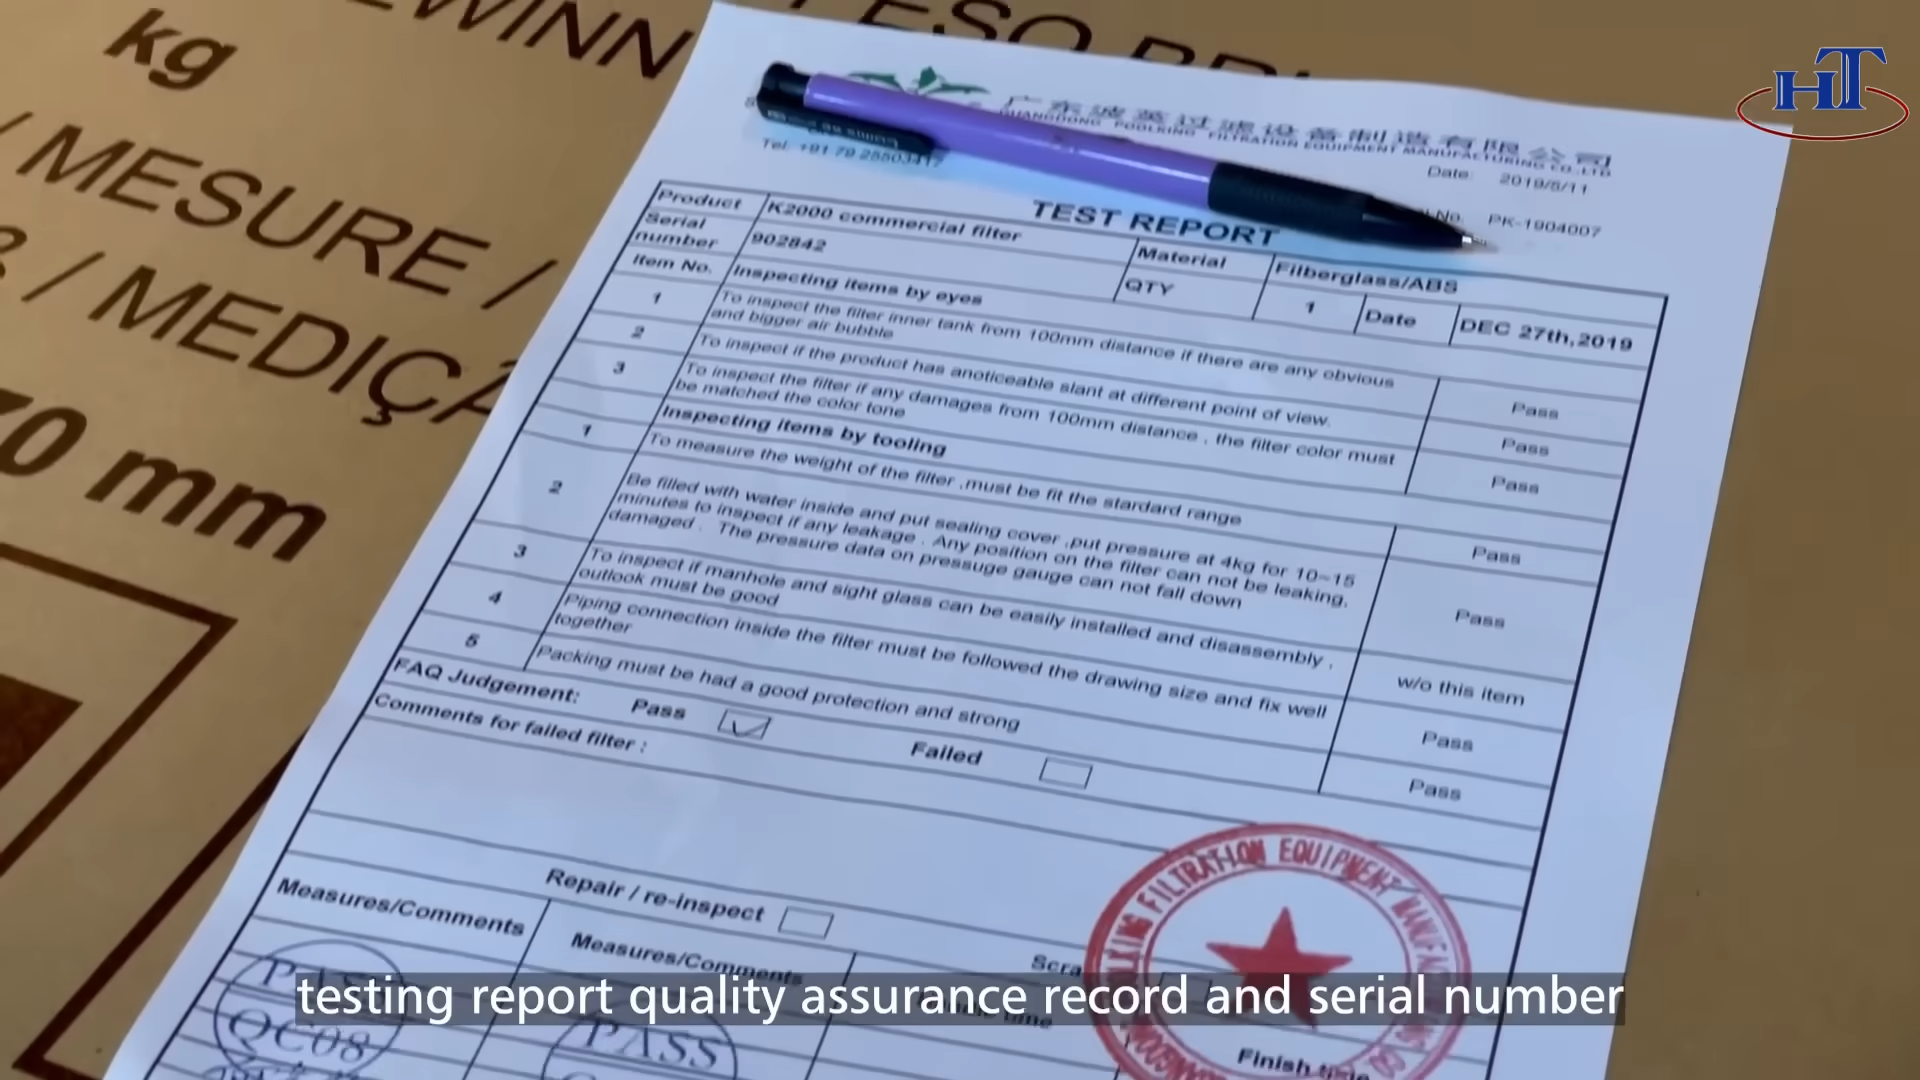 kg
PESO
/ MESURE /
/ MEDIÇÃ
70 mm
HT
广东波英过滤设备制造有限公司
GUANGDONG POOLKING FILTRATION EQUIPMENT MANUFACTURING CO.,LTD
Tel: +91 79 25503417
Date: 2019/5/11
No. PK-1904007
TEST REPORT
Product K2000 commercial filter Material Filberglass/ABS
Serial number 902842 QTY 1 Date DEC 27th,2019
Item No. Inspecting items by eyes
1 To inspect the filter inner tank from 100mm distance if there are any obvious
and bigger air bubble Pass
2 To inspect if the product has anoticeable slant at different point of view. Pass
3 To inspect the filter if any damages from 100mm distance , the filter color must
be matched the color tone Pass
Inspecting items by tooling
1 To measure the weight of the filter ,must be fit the stardard range Pass
2 Be filled with water inside and put sealing cover ,put pressure at 4kg for 10~15
minutes to inspect if any leakage . Any position on the filter can not be leaking,
damaged . The pressure data on pressuge gauge can not fall down Pass
3 To inspect if manhole and sight glass can be easily installed and disassembly ,
outlook must be good w/o this item
4 Piping connection inside the filter must be followed the drawing size and fix well
together Pass
5 Packing must be had a good protection and strong Pass
FAQ Judgement: Pass Failed
Comments for failed filter :
Repair / re-inspect
Measures/Comments Measures/Comments Scra
PASS
QC08
PASS
FILTRATION EQUIPMENT
Finish time
testing report quality assurance record and serial number